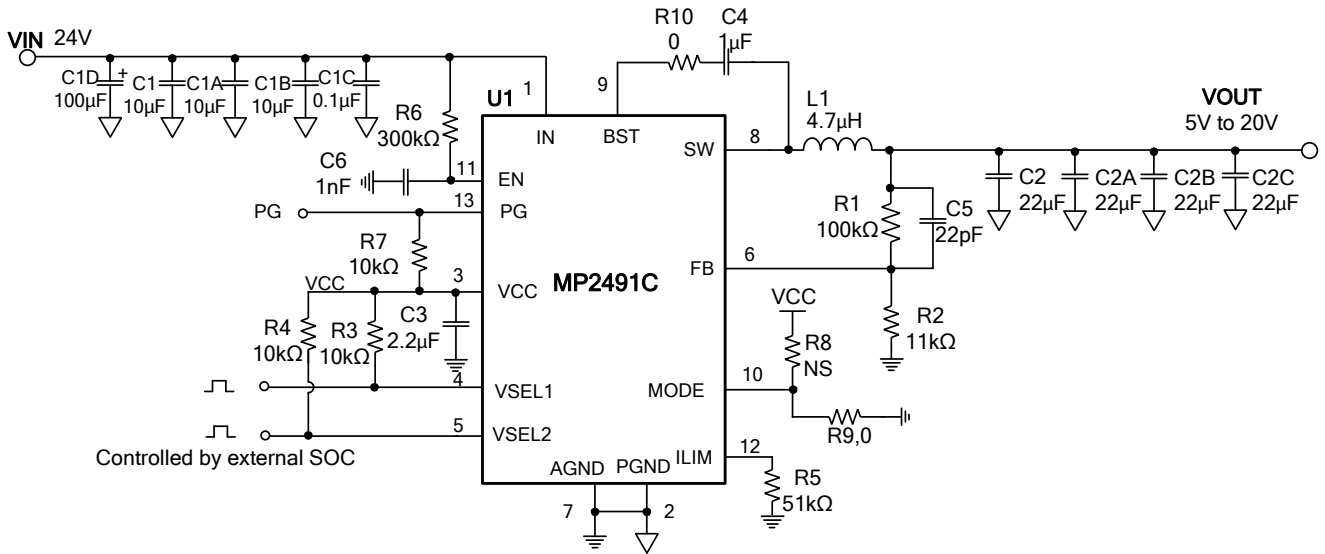 VIN 24V
C1D
100µF
+
C1
10µF
C1A
10µF
C1B
10µF
C1C
0.1µF
R6
300kΩ
C6
1nF
R10
0
C4
1µF
L1
4.7µH
VOUT
5V to 20V
U1
1
IN
9
BST
8
SW
11
EN
13
PG
PG
R7
10kΩ
VCC
3
VCC
MP2491C
6
FB
R1
100kΩ
C5
22pF
C2
22µF
C2A
22µF
C2B
22µF
C2C
22µF
R2
11kΩ
R4
10kΩ
R3
10kΩ
C3
2.2µF
VCC
R8
NS
10
MODE
R9,0
4
VSEL1
5
VSEL2
Controlled by external SOC
12
ILIM
R5
51kΩ
AGND
PGND
7
2